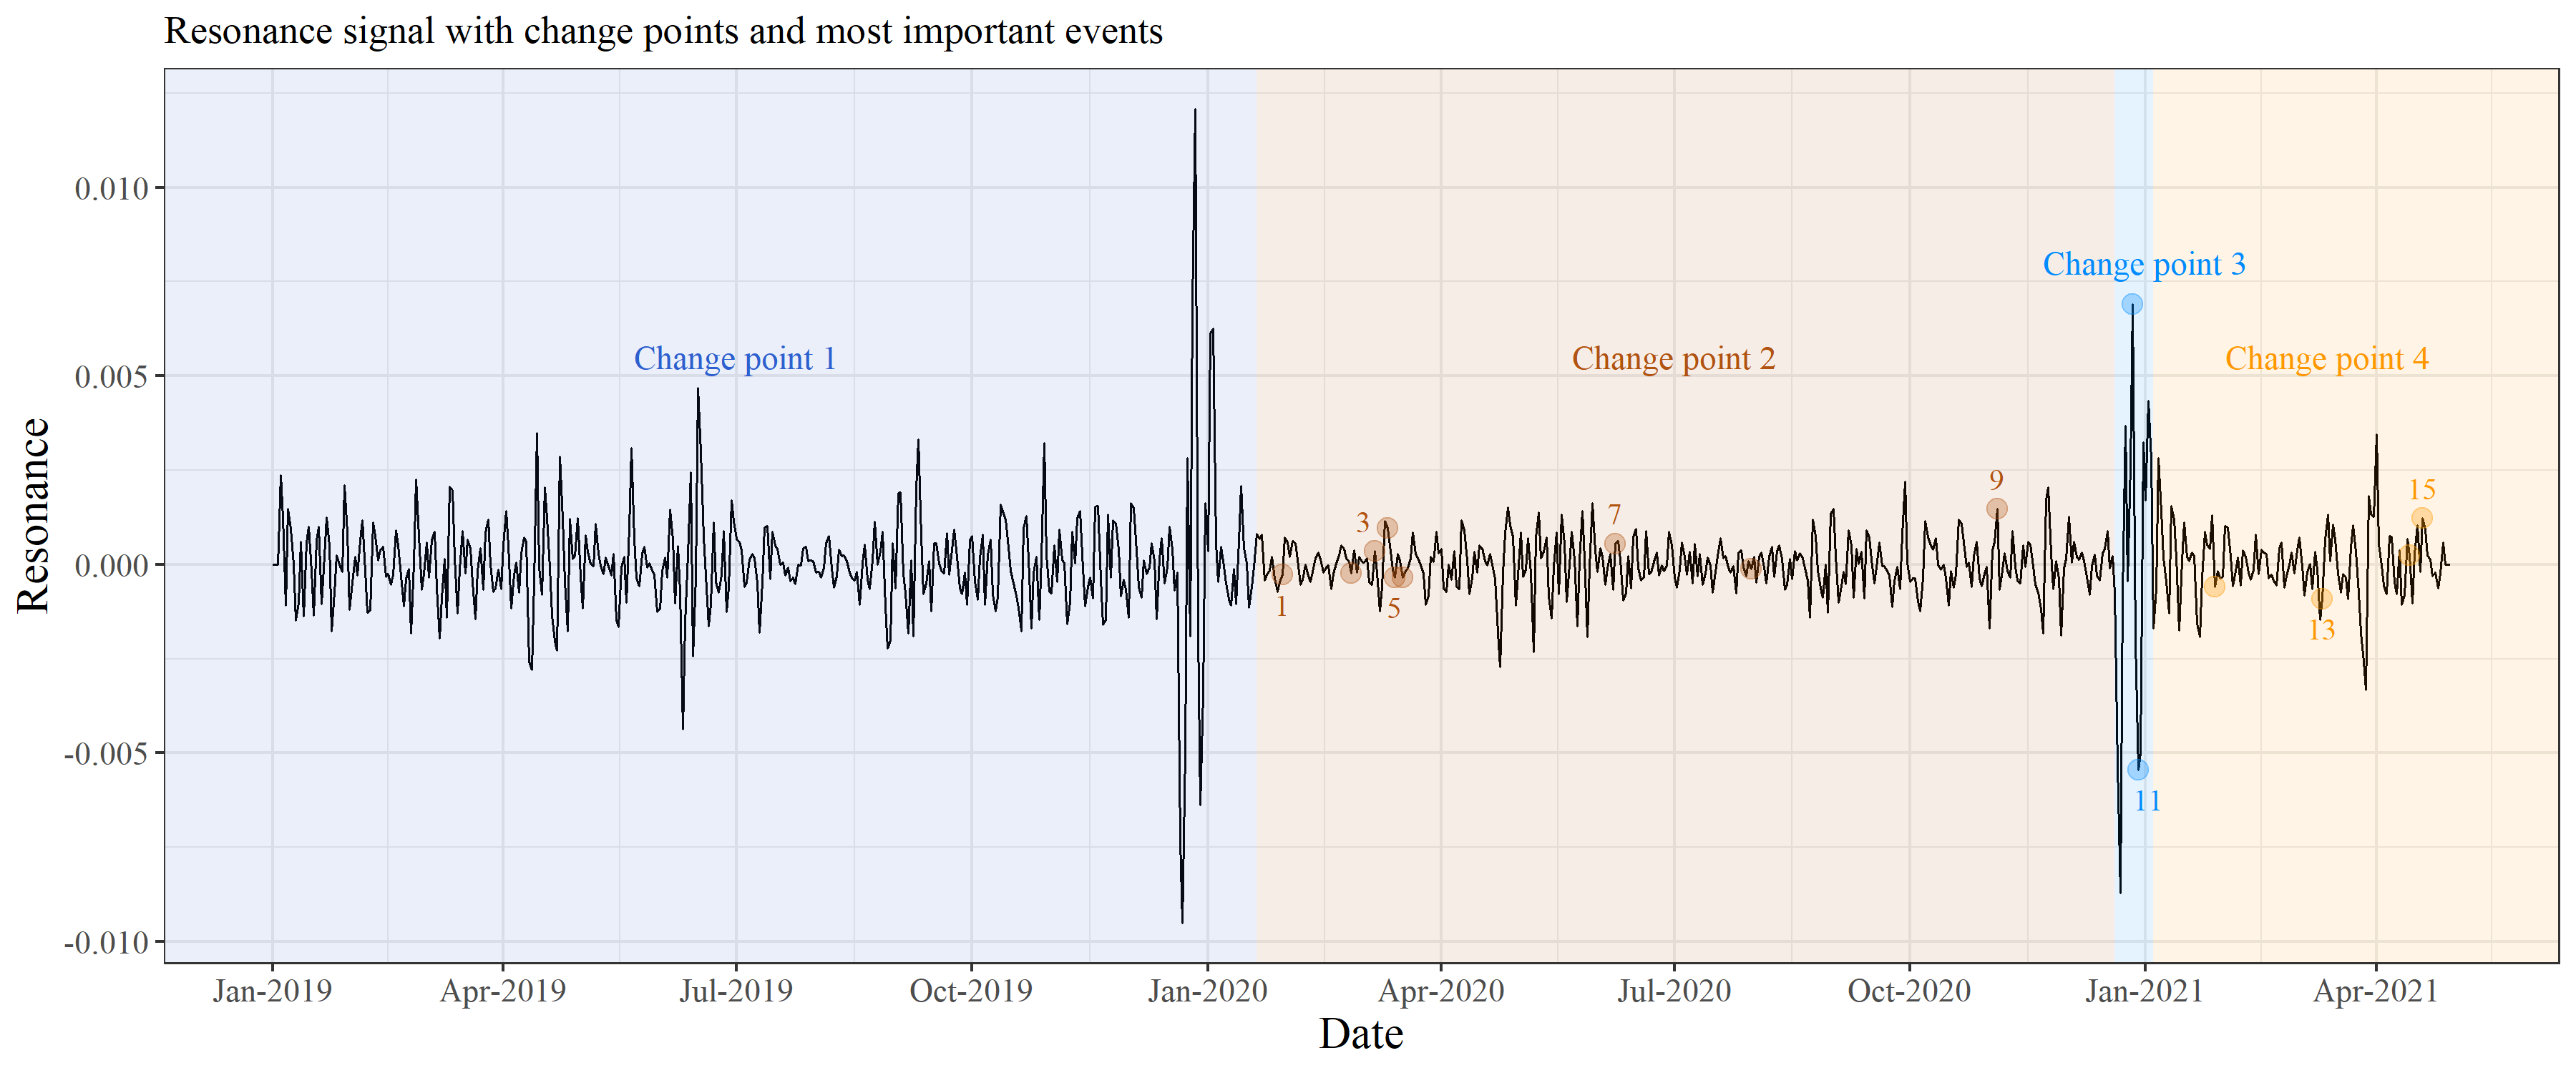 Resonance signal with change points and most important events
Resonance
0.010
0.005
0.000
-0.005
-0.010
Change point 1
Change point 2
Change point 3
Change point 4
1
3
5
7
9
11
13
15
Jan-2019
Apr-2019
Jul-2019
Oct-2019
Jan-2020
Apr-2020
Jul-2020
Oct-2020
Jan-2021
Apr-2021
Date